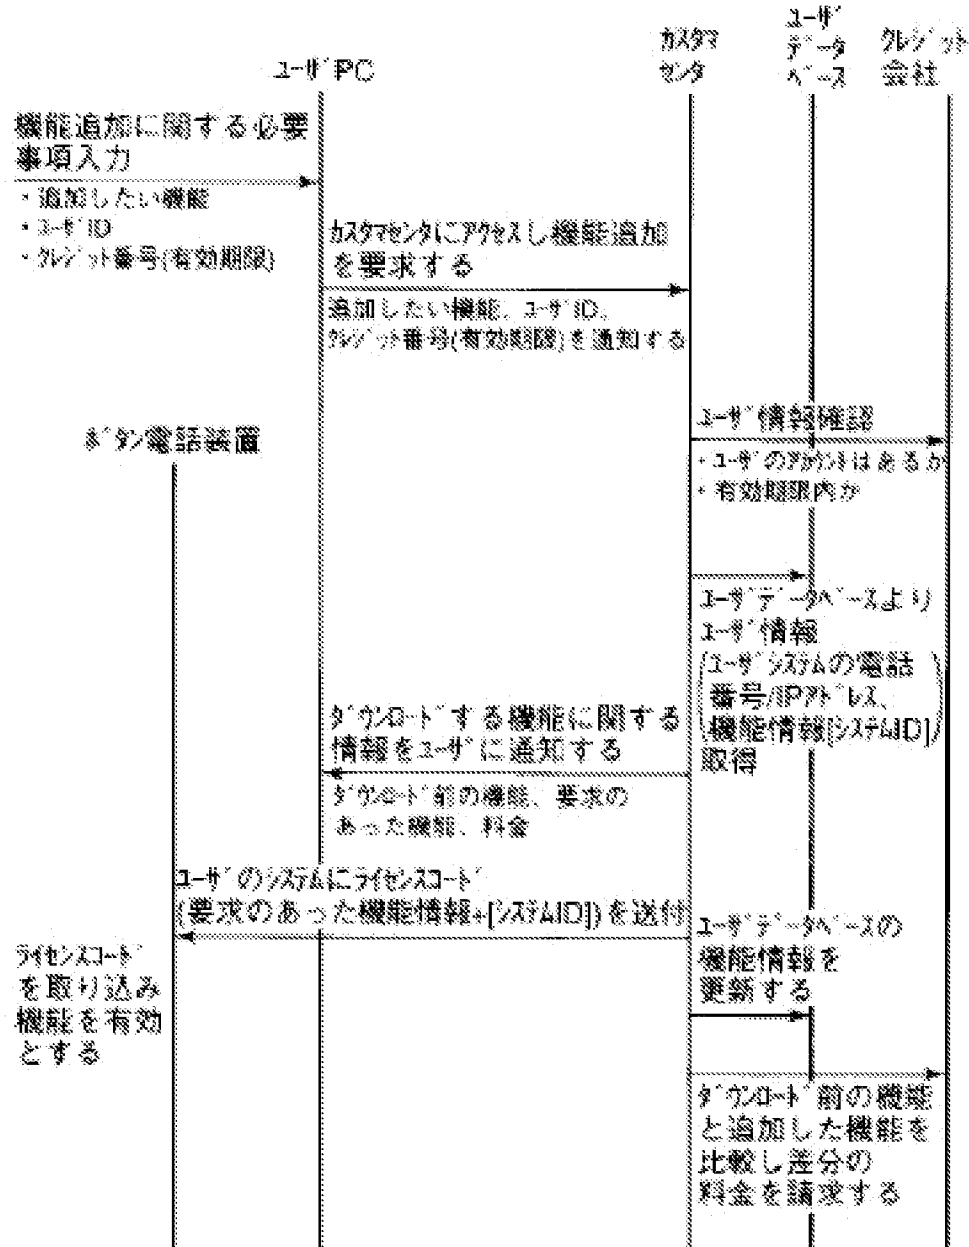 ユーザPC
カスタマ
センタ
ユーザ
データ
ベース
クレジット
会社
機能追加に関する必要
事項入力
・追加したい機能
・ユーザID
・クレジット番号(有効期限)
カスタマセンタにアクセスし機能追加
を要求する
追加したい機能、ユーザID、
クレジット番号(有効期限)を通知する
ボタン電話装置
ユーザ情報確認
・ユーザのアカウントはあるか
・有効期限内か
ユーザデータベースより
ユーザ情報
(ユーザシステムの電話
番号/IPアドレス、
機能情報[システムID])
取得
ダウンロードする機能に関する
情報をユーザに通知する
ダウンロード前の機能、要求の
あった機能、料金
ユーザのシステムにライセンスコード
(要求のあった機能情報+[システムID])を送付
ライセンスコード
を取り込み
機能を有効
とする
ユーザデータベースの
機能情報を
更新する
ダウンロード前の機能
と追加した機能を
比較し差分の
料金を請求する